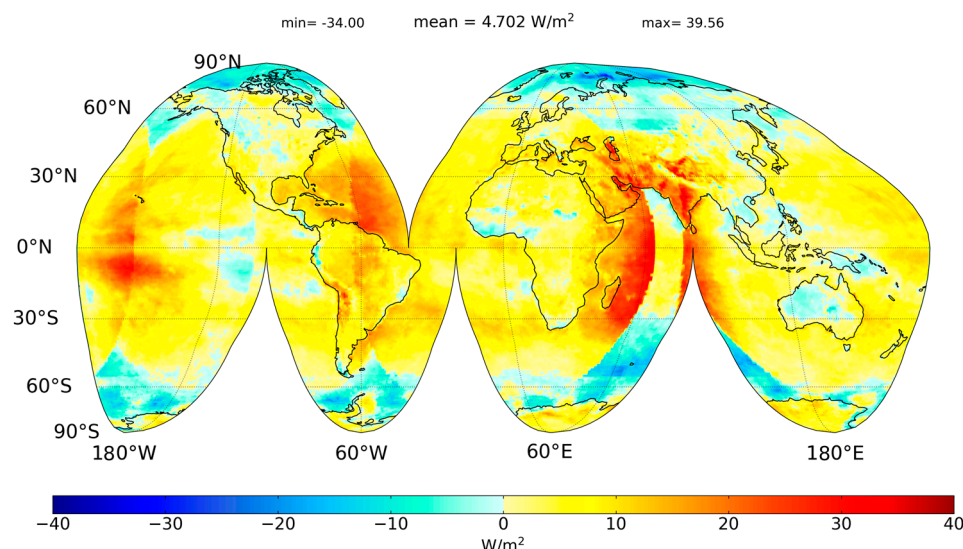 min= -34.00 mean = 4.702 W/m² max= 39.56
90°N
60°N
30°N
0°N
30°S
60°S
90°S
180°W 60°W 60°E 180°E
−40 −30 −20 −10 0 10 20 30 40
W/m²